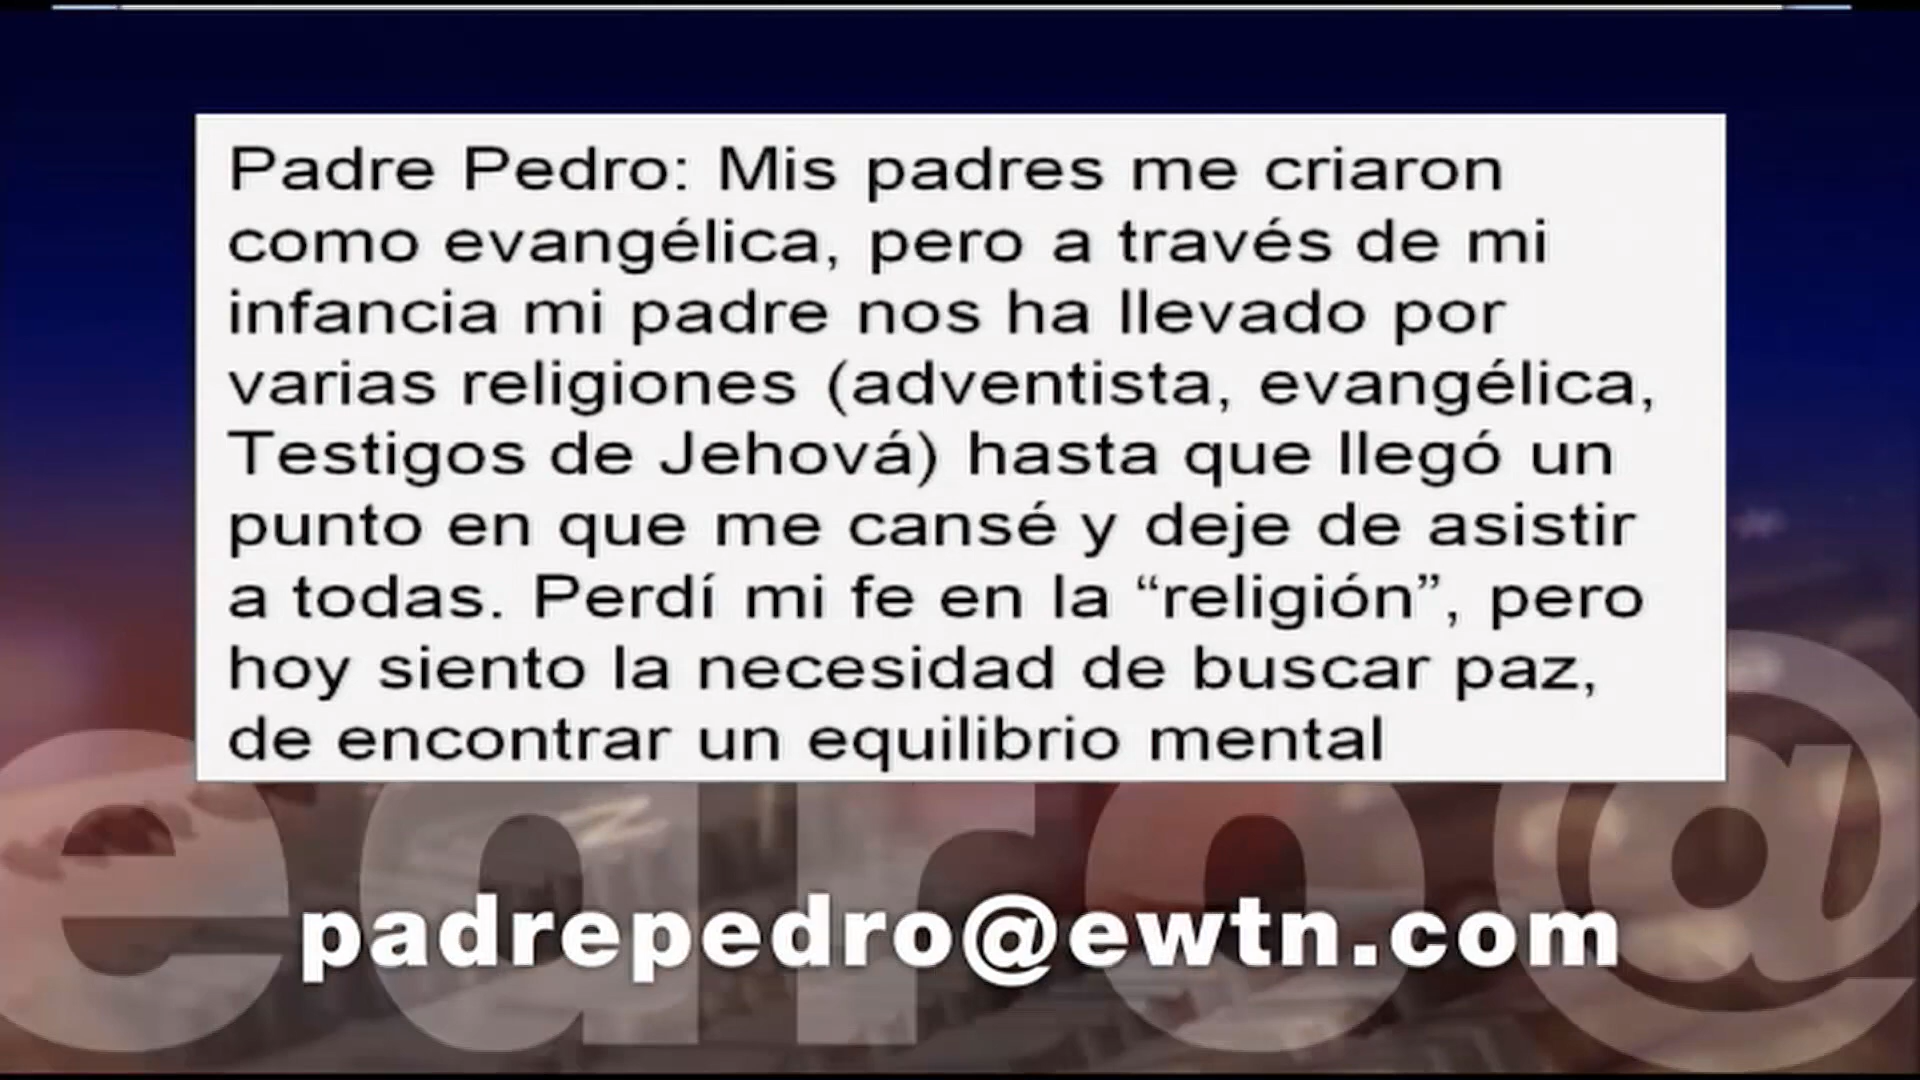 Padre Pedro: Mis padres me criaron
como evangélica, pero a través de mi
infancia mi padre nos ha llevado por
varias religiones (adventista, evangélica,
Testigos de Jehová) hasta que llegó un
punto en que me cansé y deje de asistir
a todas. Perdí mi fe en la “religión”, pero
hoy siento la necesidad de buscar paz,
de encontrar un equilibrio mental
earo@
padrepedro@ewtn.com